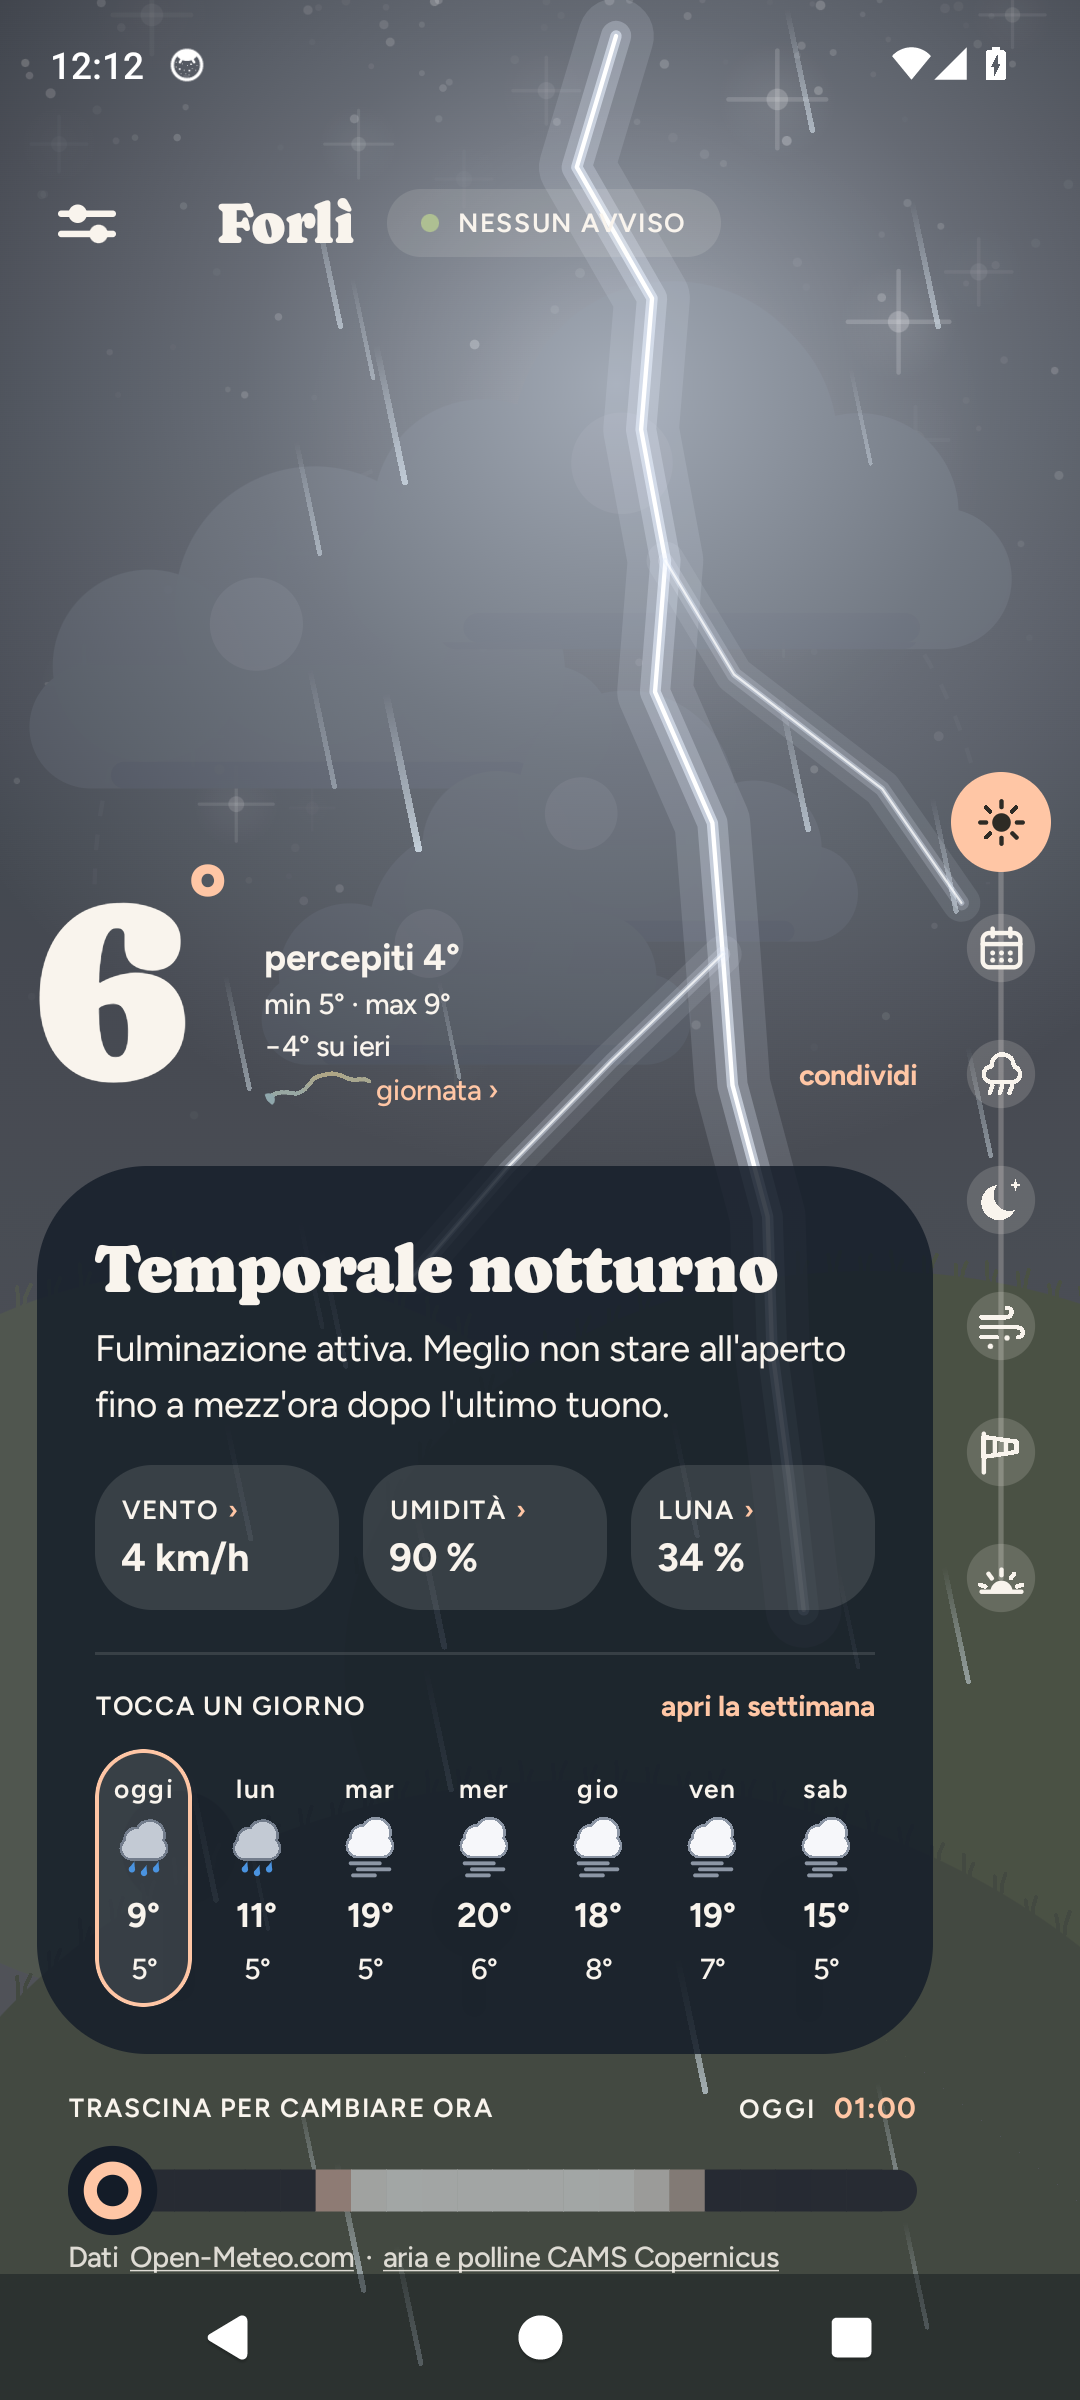 12:12
Forlì
NESSUN AVVISO
6°
percepiti 4°
min 5° · max 9°
−4° su ieri
giornata ›
condividi
Temporale notturno
Fulminazione attiva. Meglio non stare all'aperto
fino a mezz'ora dopo l'ultimo tuono.
VENTO › UMIDITÀ › LUNA ›
4 km/h 90 % 34 %
TOCCA UN GIORNO apri la settimana
oggi lun mar mer gio ven sab
9° 11° 19° 20° 18° 19° 15°
5° 5° 5° 6° 8° 7° 5°
TRASCINA PER CAMBIARE ORA OGGI 01:00
Dati Open-Meteo.com · aria e polline CAMS Copernicus